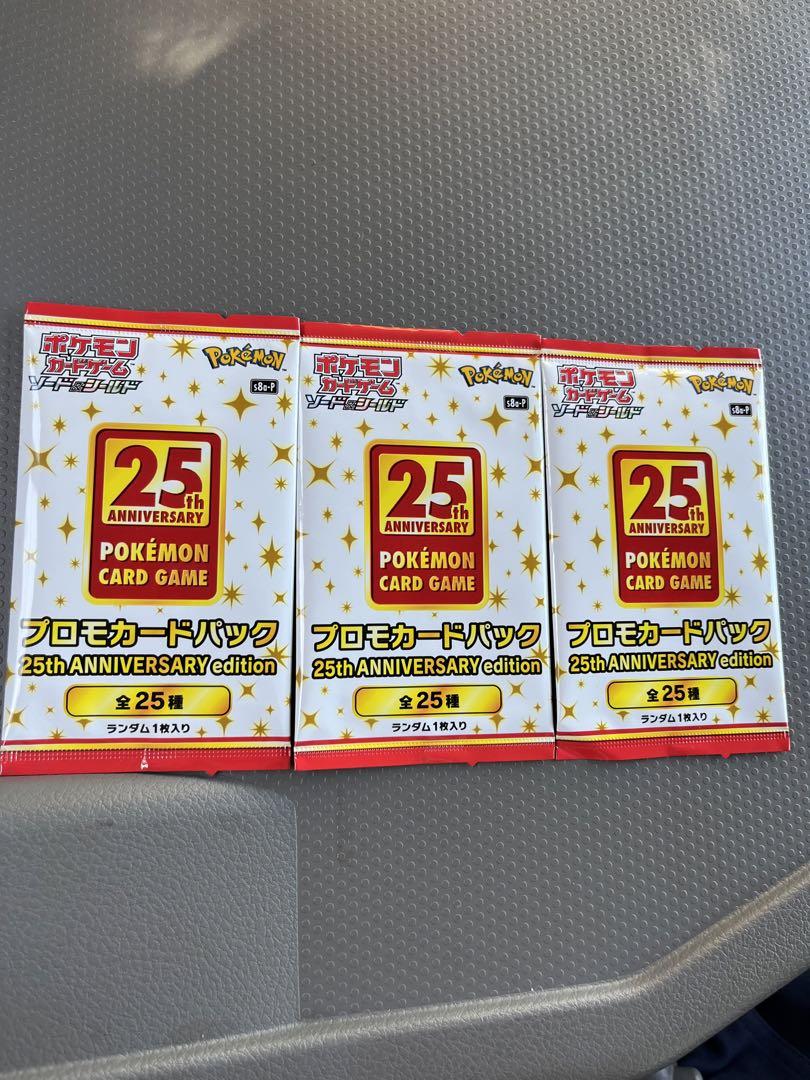 ポケモン
カードゲーム
ソード&シールド
Pokémon
s8a-P
25th
ANNIVERSARY
POKÉMON
CARD GAME
プロモカードパック
25th ANNIVERSARY edition
全25種
ランダム1枚入り
ポケモン
カードゲーム
ソード&シールド
Pokémon
s8a-P
25th
ANNIVERSARY
POKÉMON
CARD GAME
プロモカードパック
25th ANNIVERSARY edition
全25種
ランダム1枚入り
ポケモン
カードゲーム
ソード&シールド
Pokémon
s8a-P
25th
ANNIVERSARY
POKÉMON
CARD GAME
プロモカードパック
25th ANNIVERSARY edition
全25種
ランダム1枚入り